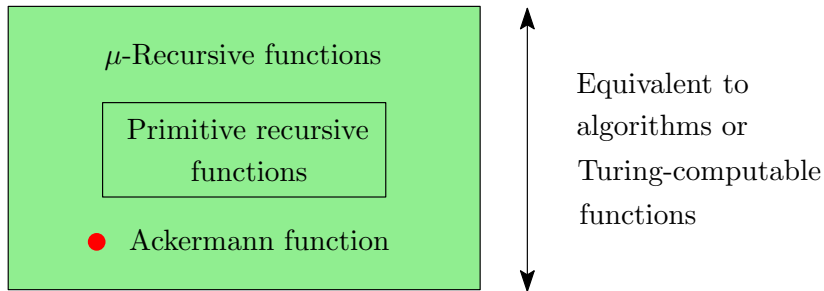 μ-Recursive functions
Primitive recursive
functions
Ackermann function
Equivalent to
algorithms or
Turing-computable
functions